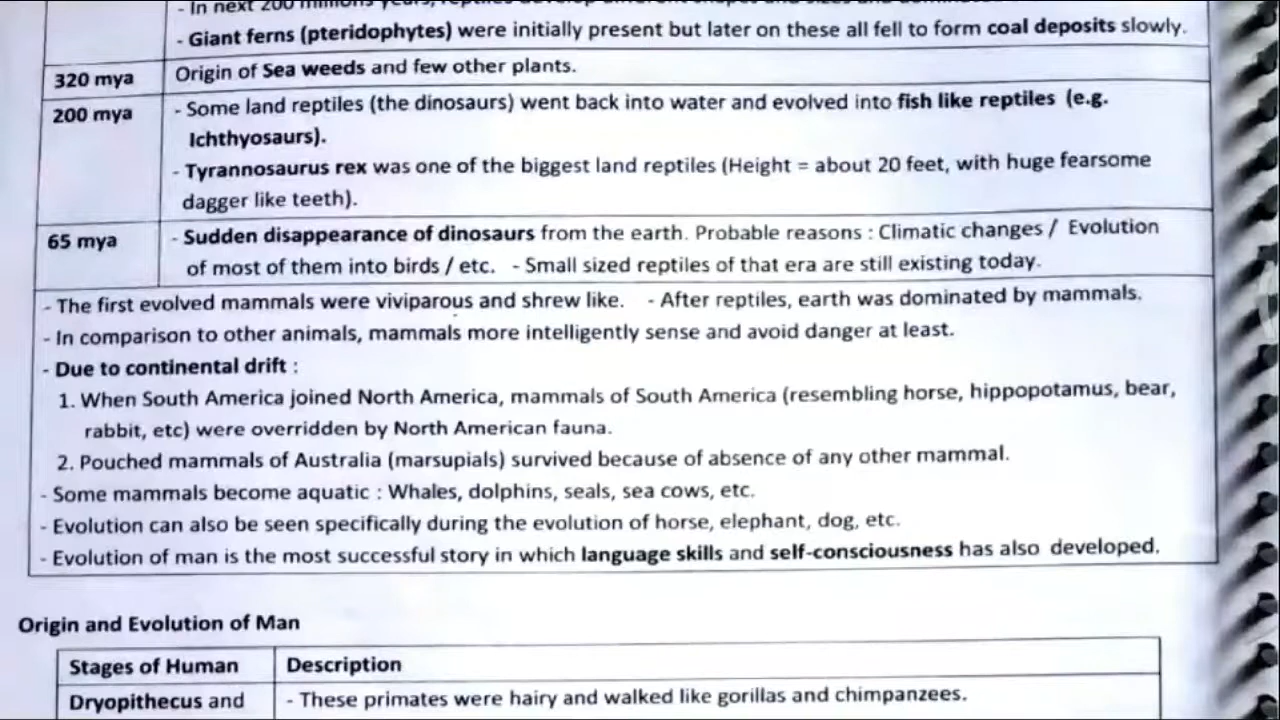 - In next 200 millions years, reptiles
- Giant ferns (pteridophytes) were initially present but later on these all fell to form coal deposits slowly.
320 mya Origin of Sea weeds and few other plants.
200 mya - Some land reptiles (the dinosaurs) went back into water and evolved into fish like reptiles (e.g.
Ichthyosaurs).
- Tyrannosaurus rex was one of the biggest land reptiles (Height = about 20 feet, with huge fearsome
dagger like teeth).
65 mya - Sudden disappearance of dinosaurs from the earth. Probable reasons : Climatic changes / Evolution
of most of them into birds / etc. - Small sized reptiles of that era are still existing today.
- The first evolved mammals were viviparous and shrew like. - After reptiles, earth was dominated by mammals.
- In comparison to other animals, mammals more intelligently sense and avoid danger at least.
- Due to continental drift :
1. When South America joined North America, mammals of South America (resembling horse, hippopotamus, bear,
rabbit, etc) were overridden by North American fauna.
2. Pouched mammals of Australia (marsupials) survived because of absence of any other mammal.
- Some mammals become aquatic : Whales, dolphins, seals, sea cows, etc.
- Evolution can also be seen specifically during the evolution of horse, elephant, dog, etc.
- Evolution of man is the most successful story in which language skills and self-consciousness has also developed.
Origin and Evolution of Man
Stages of Human Description
Dryopithecus and - These primates were hairy and walked like gorillas and chimpanzees.